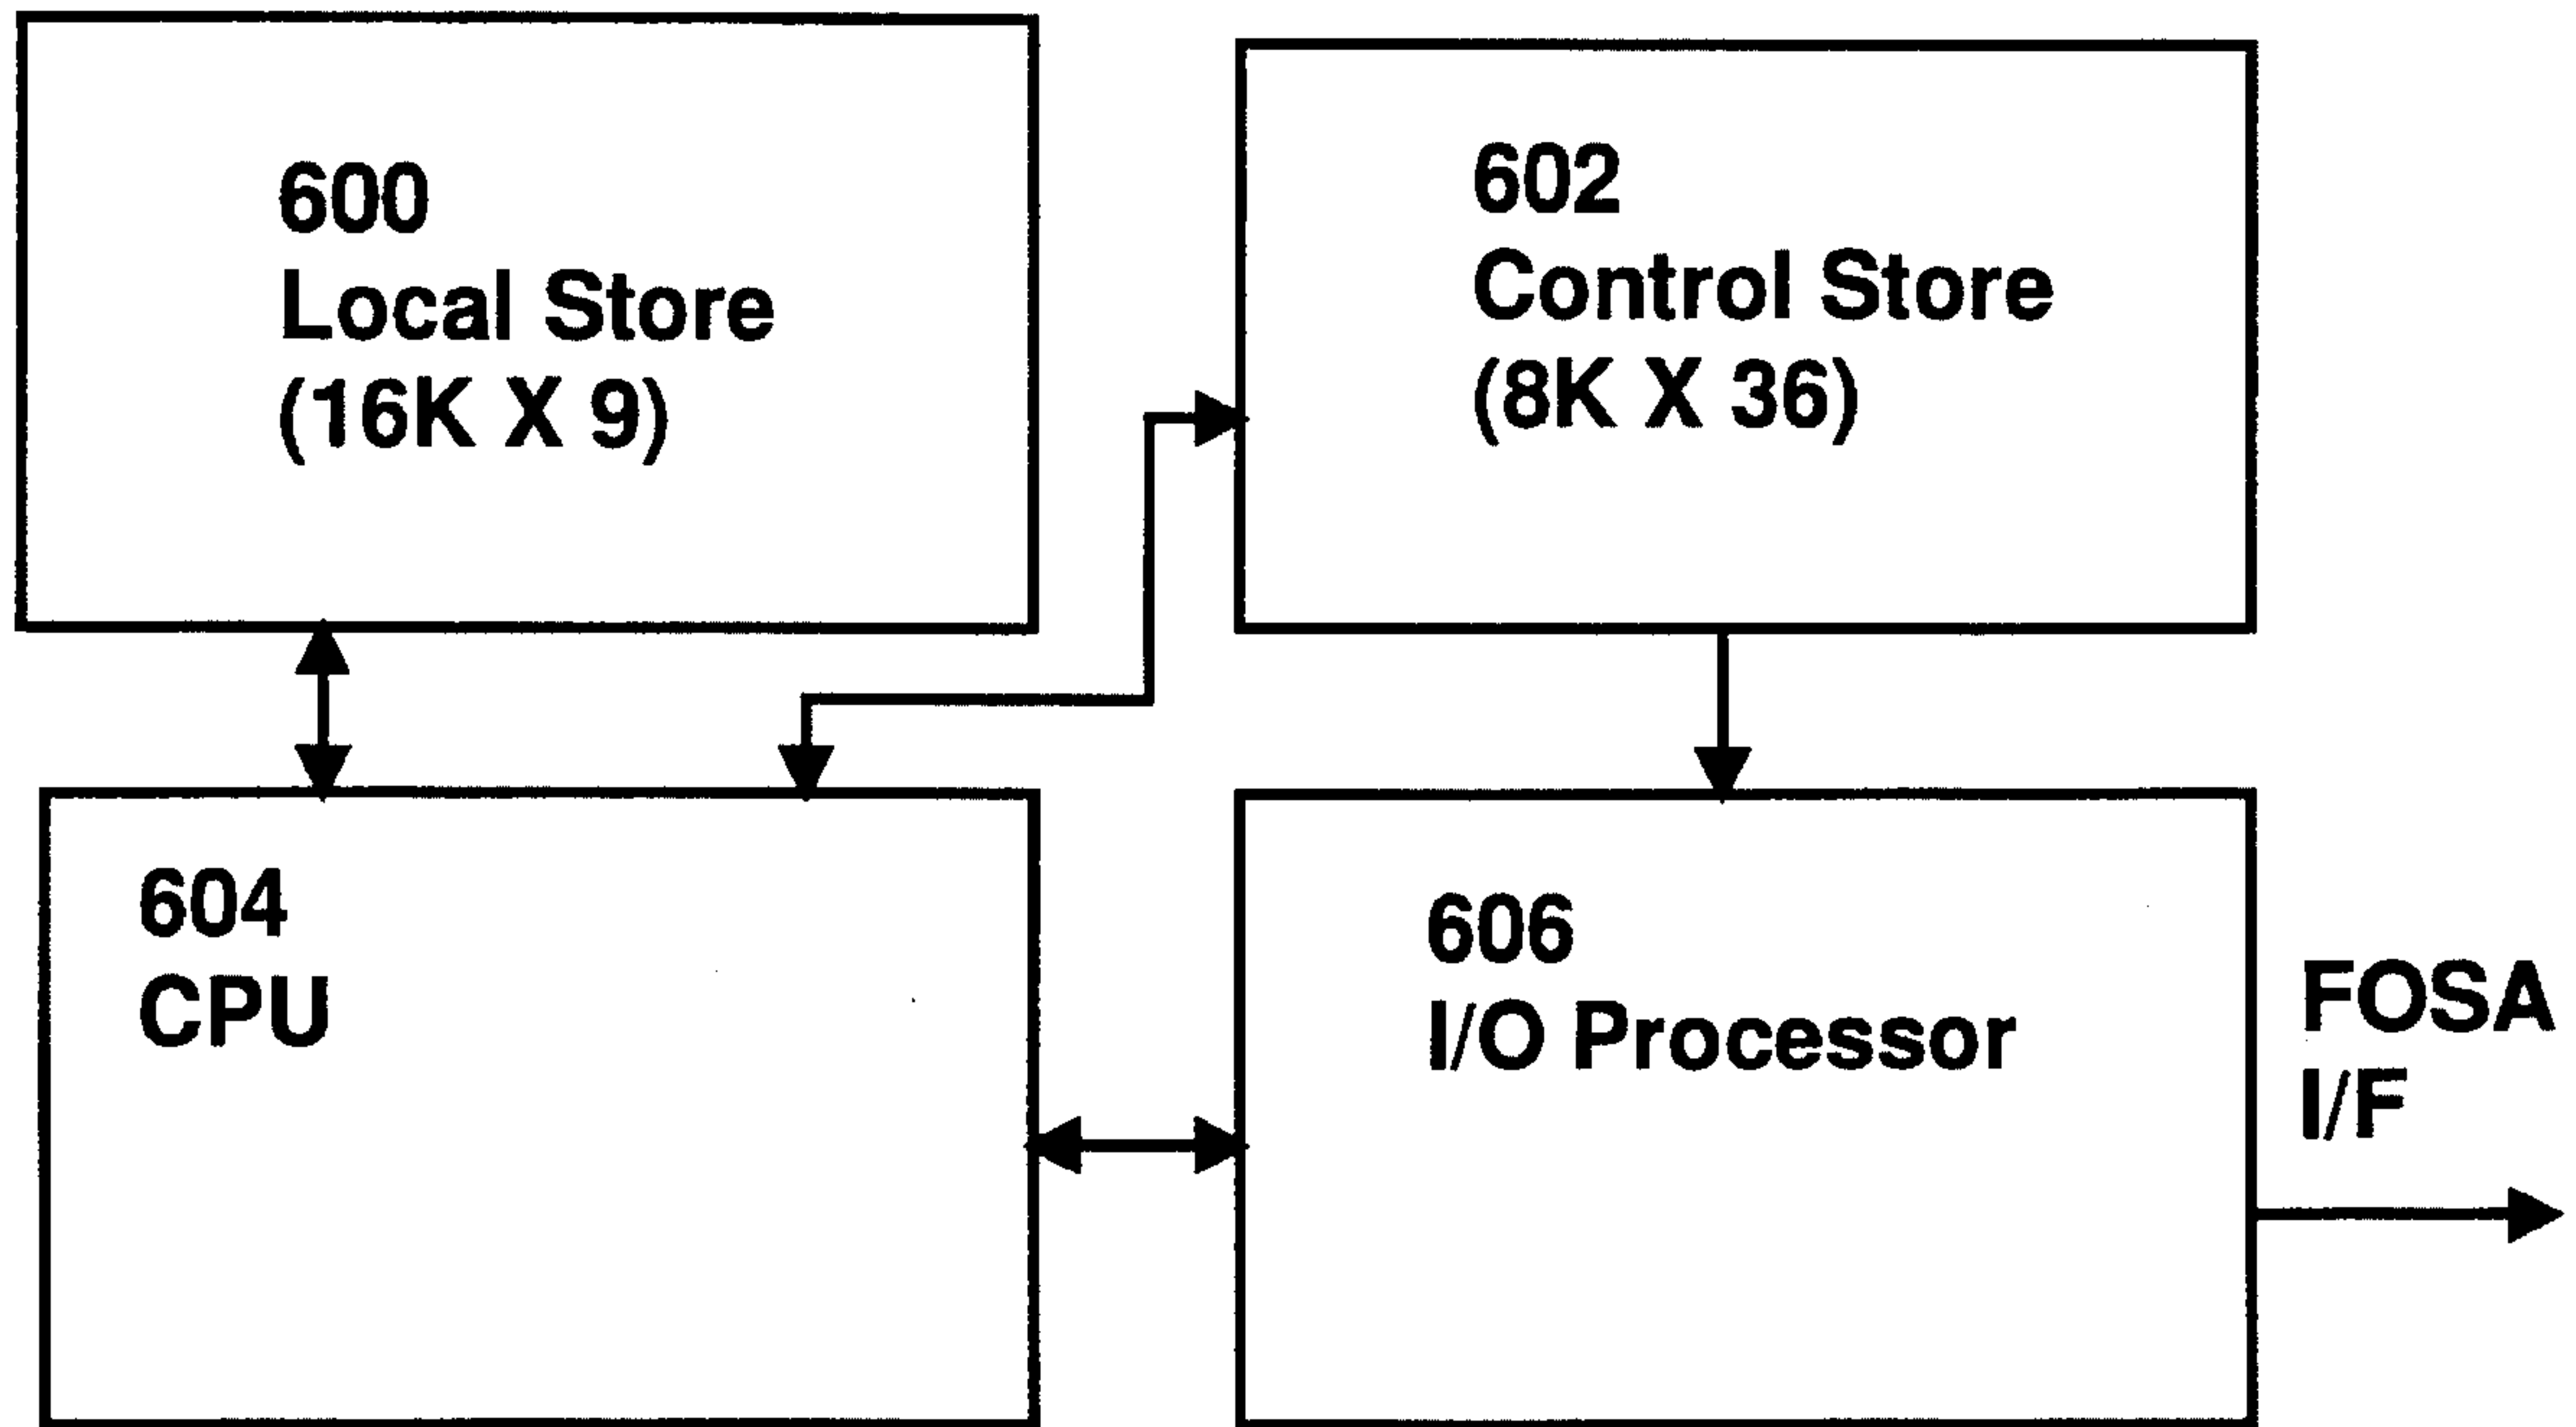 600
Local Store
(16K X 9)
602
Control Store
(8K X 36)
604
CPU
606
I/O Processor
FOSA
I/F